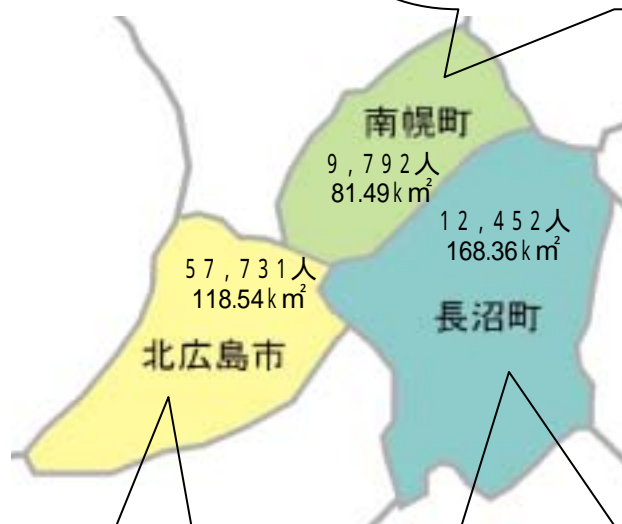 南幌町
9,792人
81.49k㎡
12,452人
168.36k㎡
長沼町
57,731人
118.54k㎡
北広島市